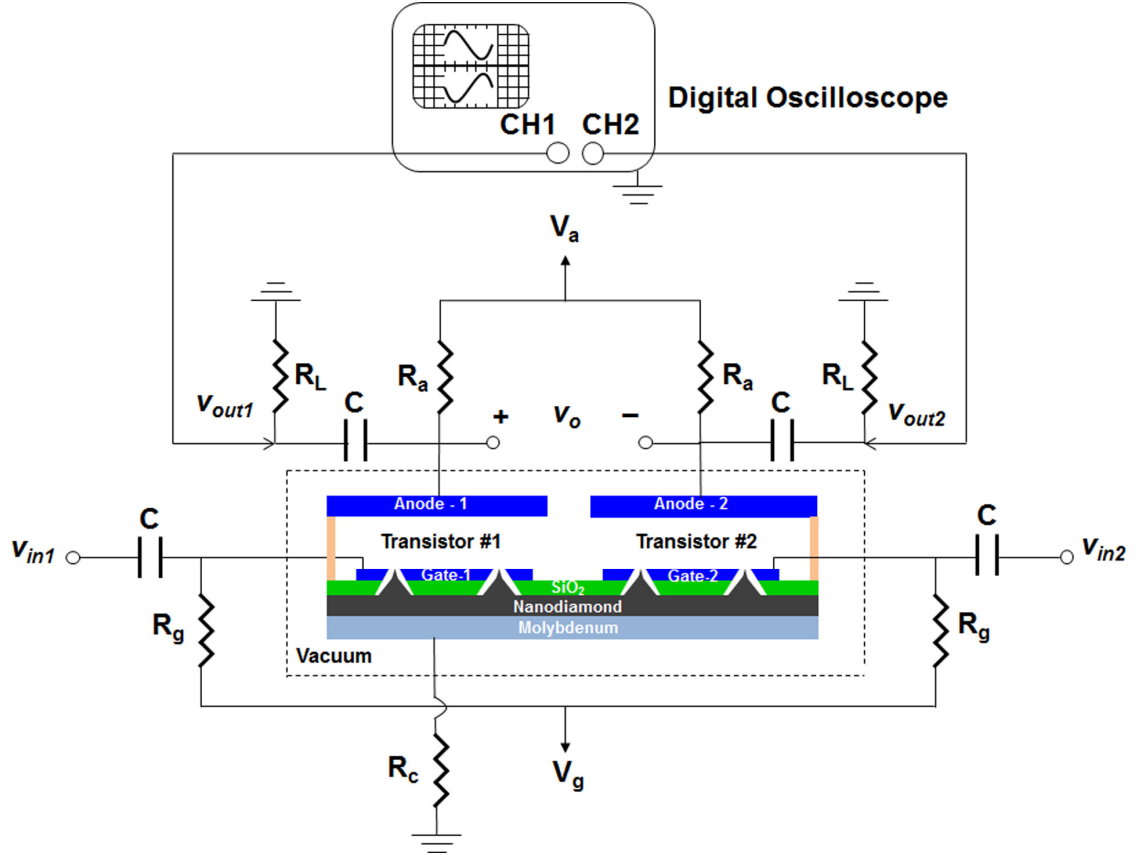 CH1 CH2
Digital Oscilloscope
Va
RL
Ra
Ra
RL
vout1
C
+
vo
−
C
vout2
Anode - 1
Anode - 2
C
C
vin1
Transistor #1
Transistor #2
vin2
Gate-1
Gate-2
SiO2
Nanodiamond
Rg
Rg
Molybdenum
Vacuum
Rc
Vg